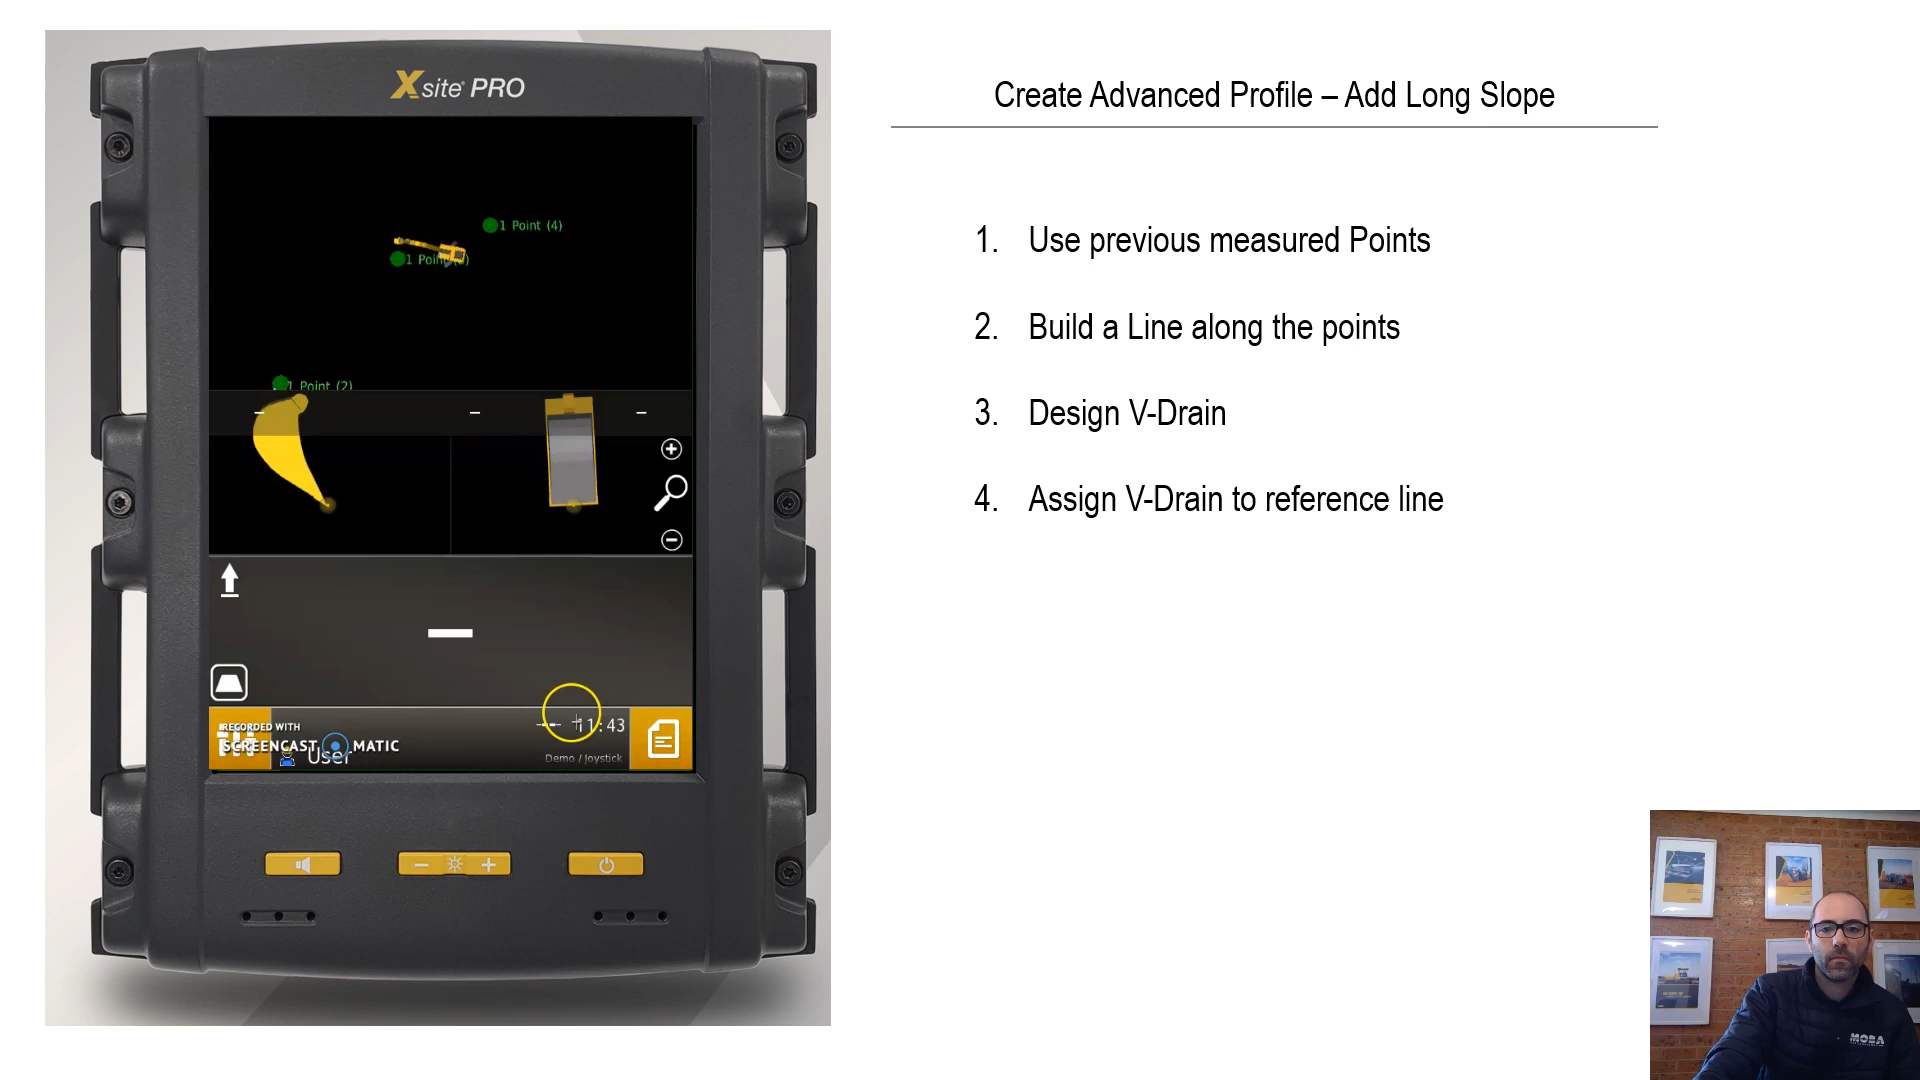 Xsite® PRO
1 Point (4)
1 Point
1 Point (2)
RECORDED WITH
SCREENCAST MATIC
User
11:43
Demo / Joystick
Create Advanced Profile – Add Long Slope
1. Use previous measured Points
2. Build a Line along the points
3. Design V-Drain
4. Assign V-Drain to reference line
MOBA